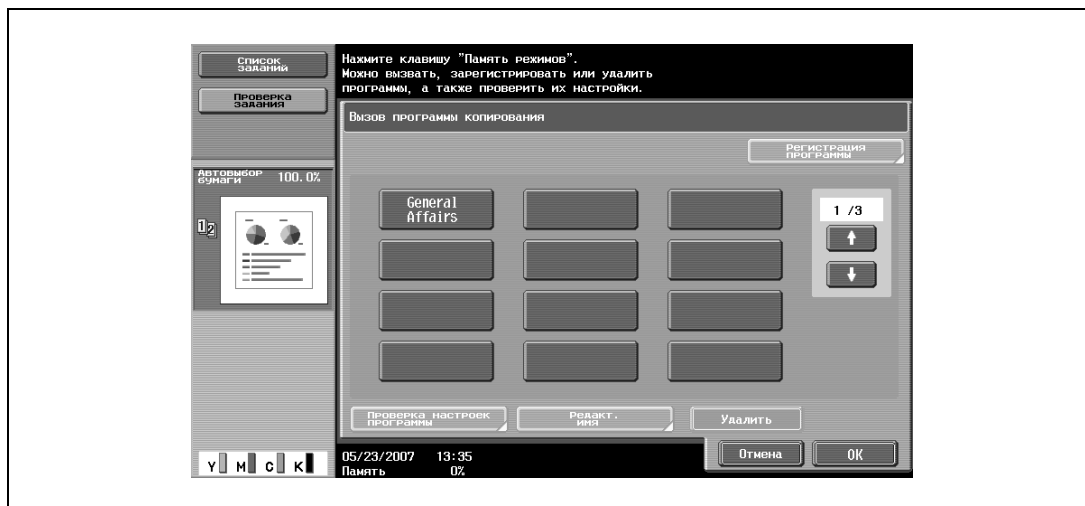 Список
заданий
Проверка
задания
Автовыбор
бумаги 100.0%
1 2
Y M C K
Нажмите клавишу "Память режимов".
Можно вызвать, зарегистрировать или удалить
программы, а также проверить их настройки.
Вызов программы копирования
Регистрация
программы
General
Affairs
1 /3
Проверка настроек
программы
Редакт.
имя
Удалить
05/23/2007 13:35
Память 0%
Отмена
OK